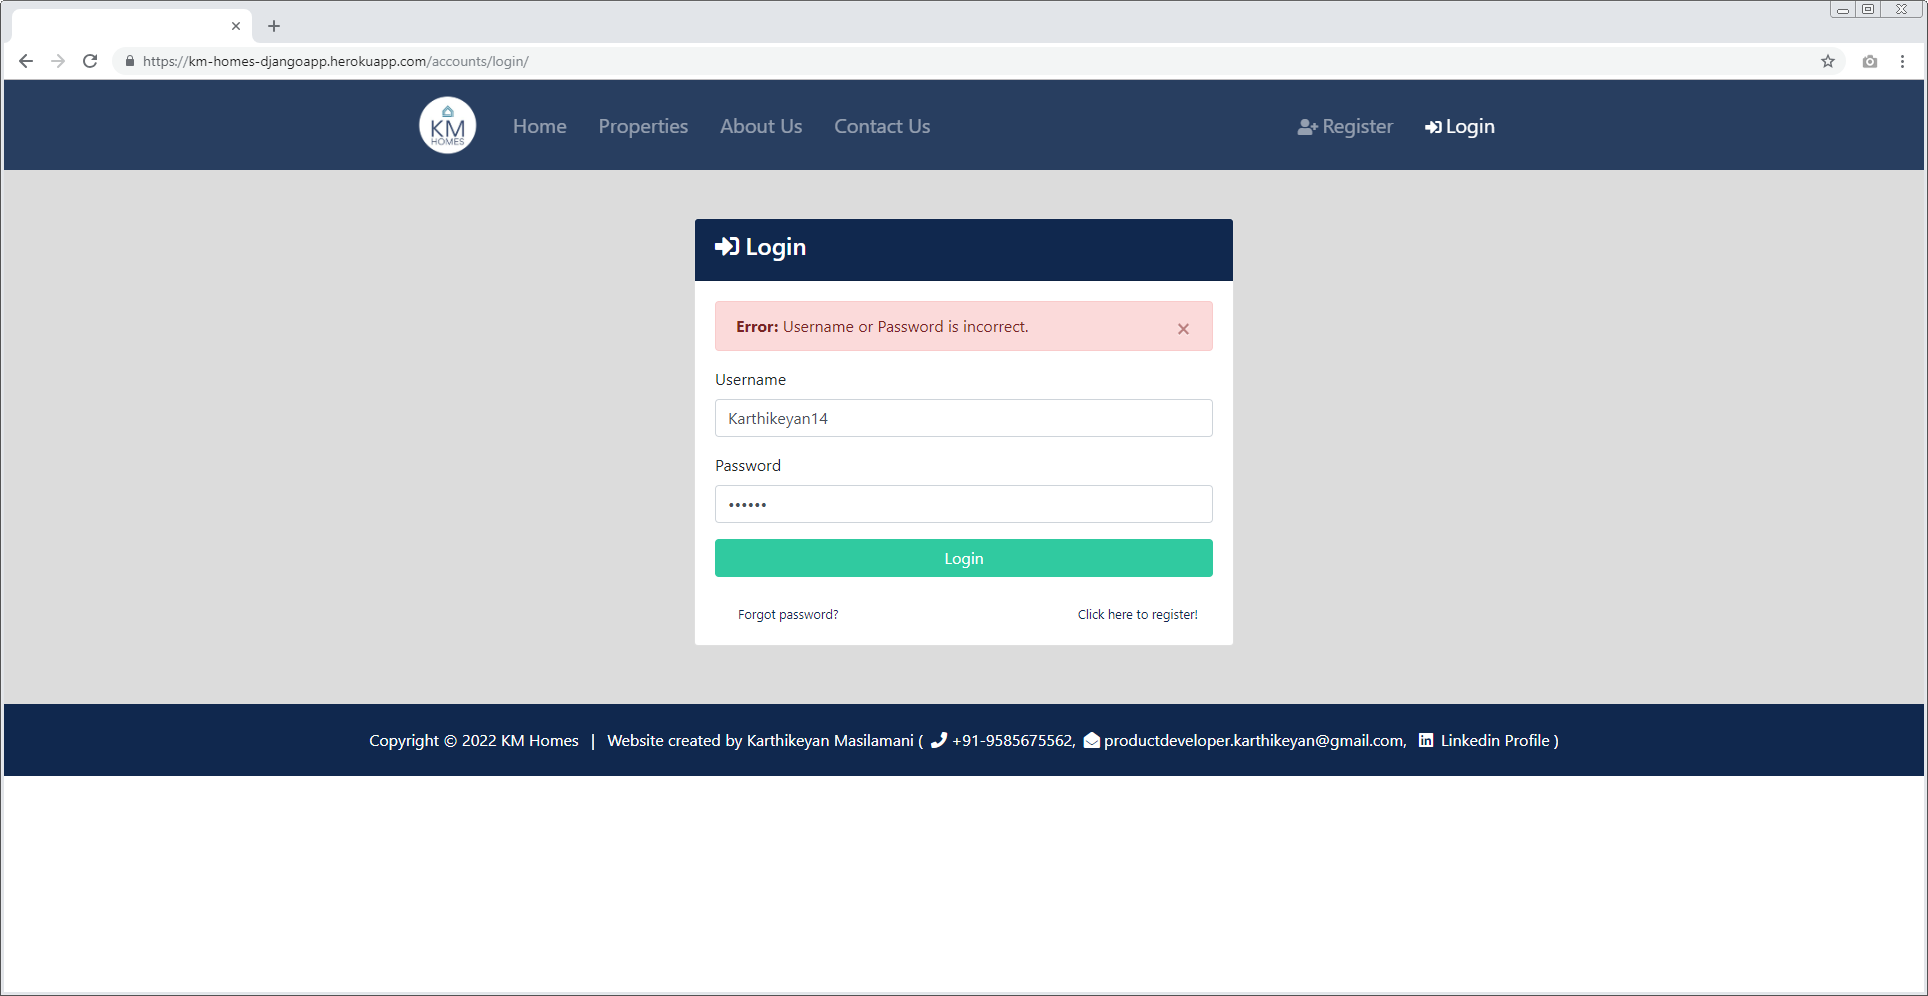 https://km-homes-djangoapp.herokuapp.com/accounts/login/
KM
HOMES
Home Properties About Us Contact Us Register Login
Login
Error: Username or Password is incorrect.
Username
Karthikeyan14
Password
••••••
Login
Forgot password? Click here to register!
Copyright © 2022 KM Homes | Website created by Karthikeyan Masilamani ( +91-9585675562, productdeveloper.karthikeyan@gmail.com, in Linkedin Profile )